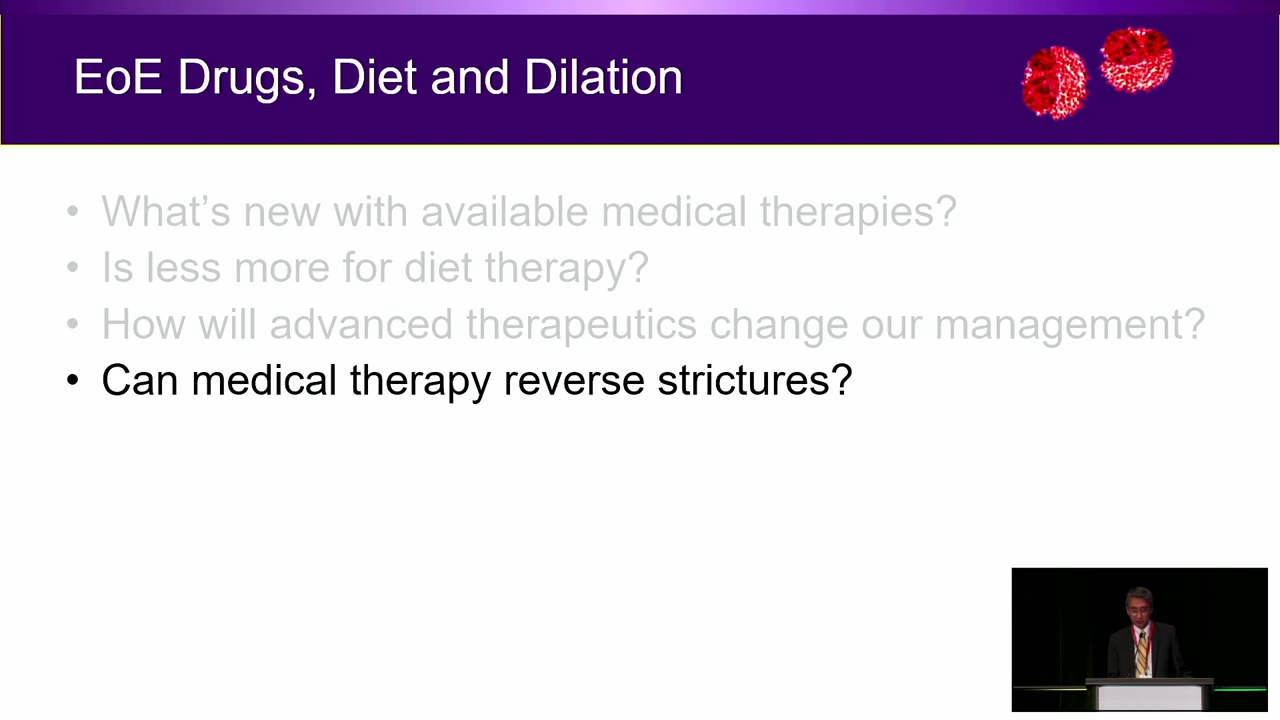 EoE Drugs, Diet and Dilation
• What's new with available medical therapies?
• Is less more for diet therapy?
• How will advanced therapeutics change our management?
• Can medical therapy reverse strictures?